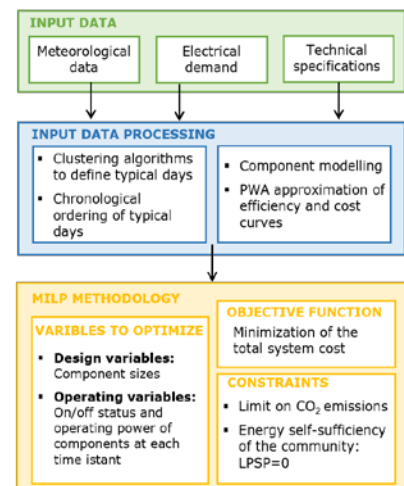 INPUT DATA
Meteorological
data
Electrical
demand
Technical
specifications
INPUT DATA PROCESSING
▪ Clustering algorithms
to define typical days
▪ Chronological
ordering of typical
days
▪ Component modelling
▪ PWA approximation of
efficiency and cost
curves
MILP METHODOLOGY
VARIBLES TO OPTIMIZE
▪ Design variables:
Component sizes
▪ Operating variables:
On/off status and
operating power of
components at each
time istant
OBJECTIVE FUNCTION
Minimization of the
total system cost
CONSTRAINTS
▪ Limit on CO₂ emissions
▪ Energy self-sufficiency
of the community:
LPSP=0